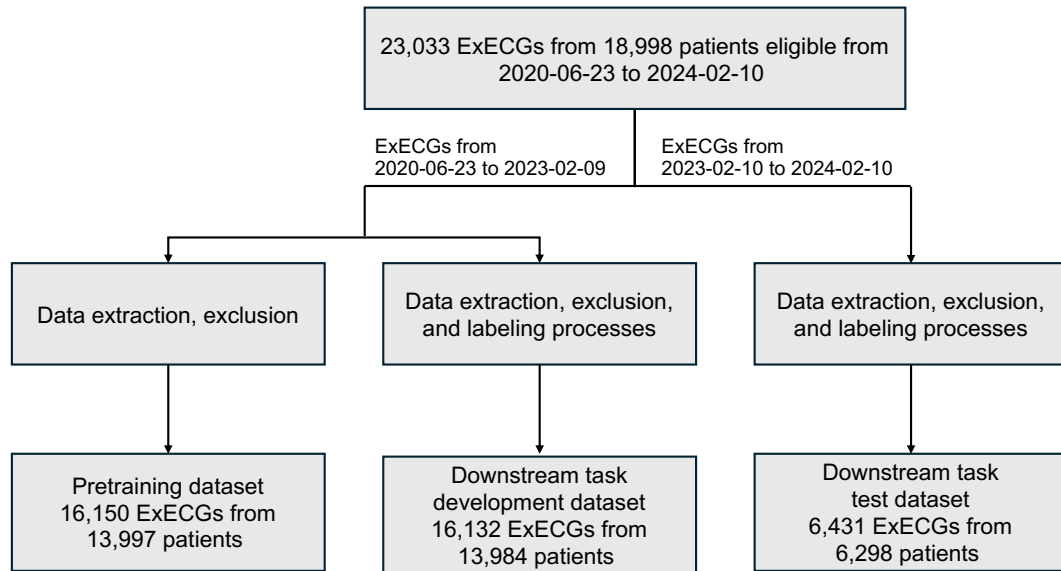 23,033 ExECGs from 18,998 patients eligible from
2020-06-23 to 2024-02-10
ExECGs from
2020-06-23 to 2023-02-09
ExECGs from
2023-02-10 to 2024-02-10
Data extraction, exclusion
Data extraction, exclusion,
and labeling processes
Data extraction, exclusion,
and labeling processes
Pretraining dataset
16,150 ExECGs from
13,997 patients
Downstream task
development dataset
16,132 ExECGs from
13,984 patients
Downstream task
test dataset
6,431 ExECGs from
6,298 patients